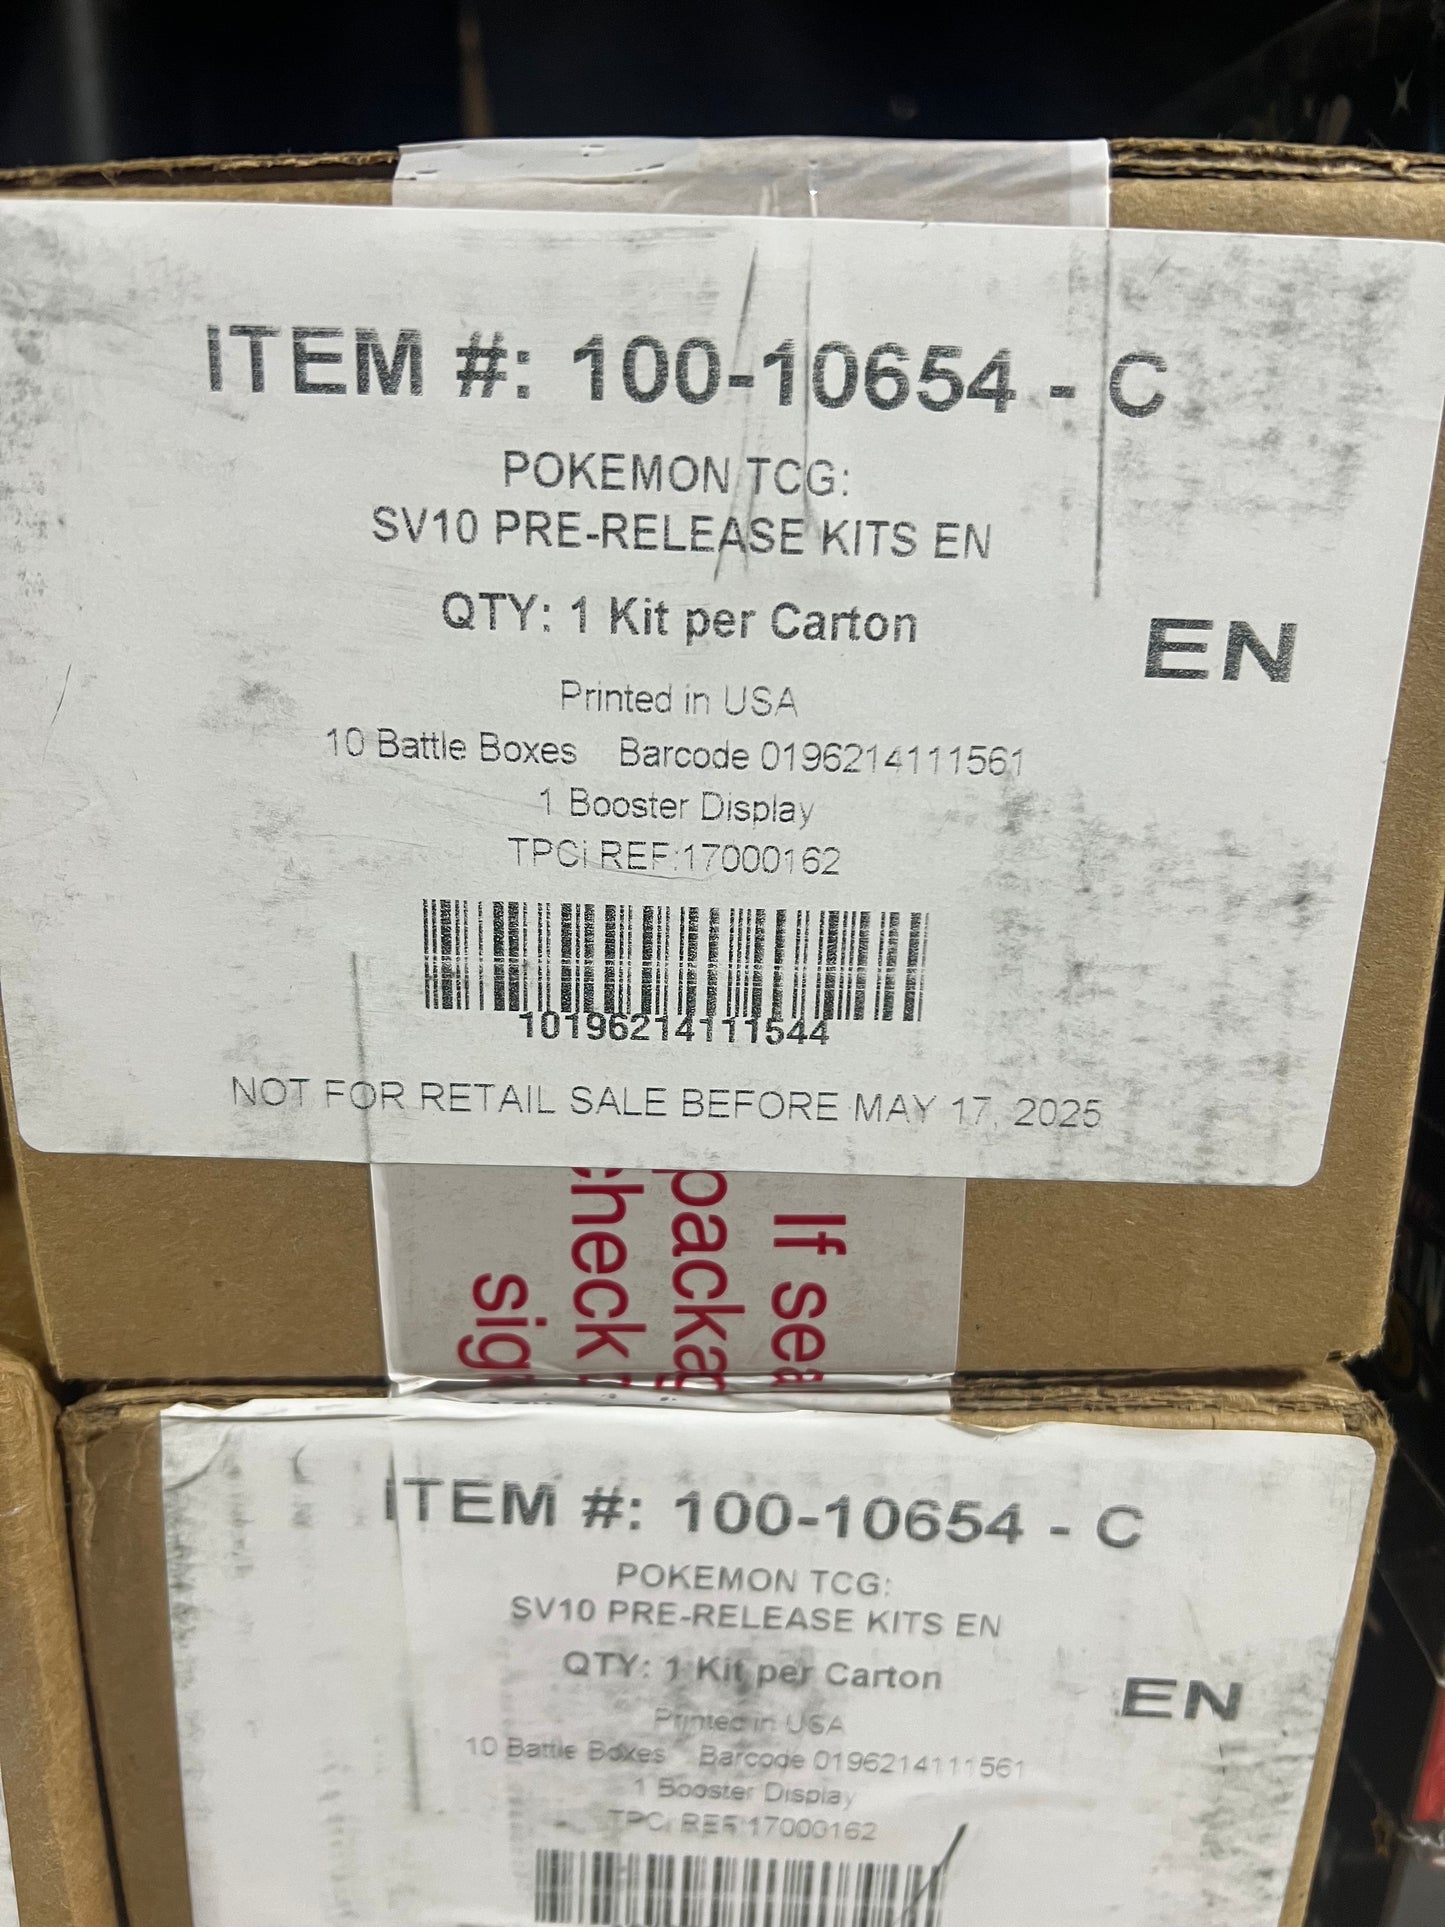 ITEM #: 100-10654 - C
POKEMON TCG:
SV10 PRE-RELEASE KITS EN
QTY: 1 Kit per Carton
EN
Printed in USA
10 Battle Boxes Barcode 0196214111561
1 Booster Display
TPCi REF:17000162
10196214111544
NOT FOR RETAIL SALE BEFORE MAY 17, 2025
If sea
packag
check
sig
ITEM #: 100-10654 - C
POKEMON TCG:
SV10 PRE-RELEASE KITS EN
QTY: 1 Kit per Carton
EN
Printed in USA
10 Battle Boxes Barcode 0196214111561
1 Booster Display
TPCi REF:17000162